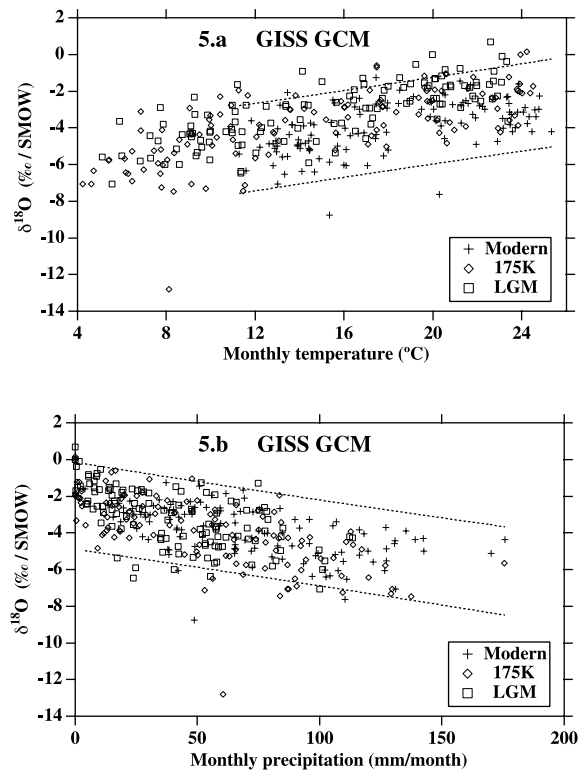 5.a GISS GCM
2
0
-2
-4
-6
-8
-10
-12
-14
δ18O (‰ / SMOW)
Modern
175K
LGM
4 8 12 16 20 24
Monthly temperature (ºC)
5.b GISS GCM
2
0
-2
-4
-6
-8
-10
-12
-14
δ18O (‰ / SMOW)
Modern
175K
LGM
0 50 100 150 200
Monthly precipitation (mm/month)